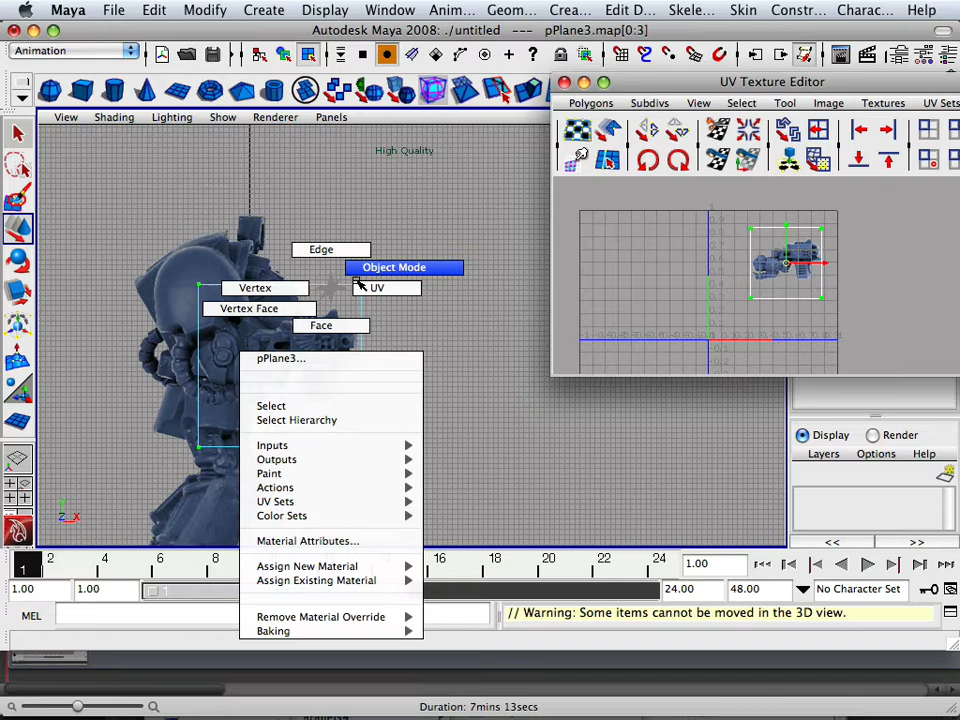 Maya File Edit Modify Create Display Window Anim... Geom... Crea... Edit D... Skele... Skin Constr... Charac... Help
Autodesk Maya 2008: ./untitled --- pPlane3.map[0:3]
Animation
UV Texture Editor
Polygons Subdivs View Select Tool Image Textures UV Sets
View Shading Lighting Show Renderer Panels
High Quality
Edge
Object Mode
Vertex
UV
Vertex Face
Face
pPlane3...
Select
Select Hierarchy
Inputs
Outputs
Paint
Actions
UV Sets
Color Sets
Material Attributes...
Assign New Material
Assign Existing Material
Remove Material Override
Baking
Display Render
Layers Options Help
<< >>
1 2 4 6 8 14 16 18 20 22 24 1.00
1.00 1.00 1 24.00 48.00 No Character Set
MEL // Warning: Some items cannot be moved in the 3D view.
Duration: 7mins 13secs